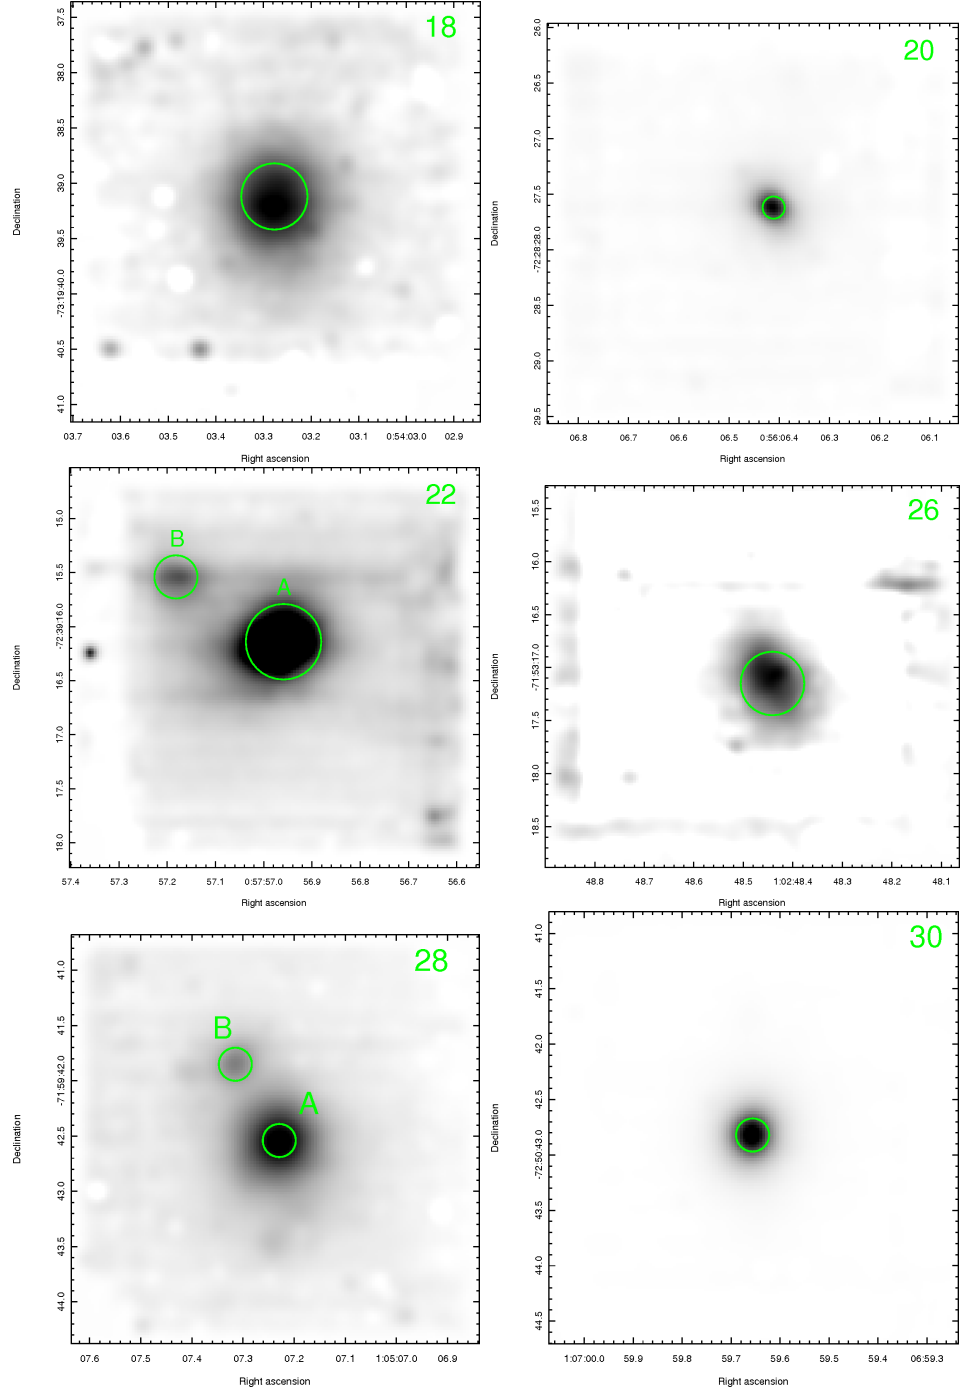 18
37.5
38.0
38.5
39.0
39.5
-73:19:40.0
40.5
41.0
Declination
03.7 03.6 03.5 03.4 03.3 03.2 03.1 0:54:03.0 02.9
Right ascension
20
26.0
26.5
27.0
27.5
-72:28:28.0
28.5
29.0
29.5
Declination
06.8 06.7 06.6 06.5 0:56:06.4 06.3 06.2 06.1
Right ascension
22
B
A
15.0
15.5
-72:39:16.0
16.5
17.0
17.5
18.0
Declination
57.4 57.3 57.2 57.1 0:57:57.0 56.9 56.8 56.7 56.6
Right ascension
26
15.5
16.0
16.5
-71:53:17.0
17.5
18.0
18.5
Declination
48.8 48.7 48.6 48.5 1:02:48.4 48.3 48.2 48.1
Right ascension
28
B
A
41.0
41.5
-71:59:42.0
42.5
43.0
43.5
44.0
Declination
07.6 07.5 07.4 07.3 07.2 07.1 1:05:07.0 06.9
Right ascension
30
41.0
41.5
42.0
42.5
-72:50:43.0
43.5
44.0
44.5
Declination
1:07:00.0 59.9 59.8 59.7 59.6 59.5 59.4 06:59.3
Right ascension